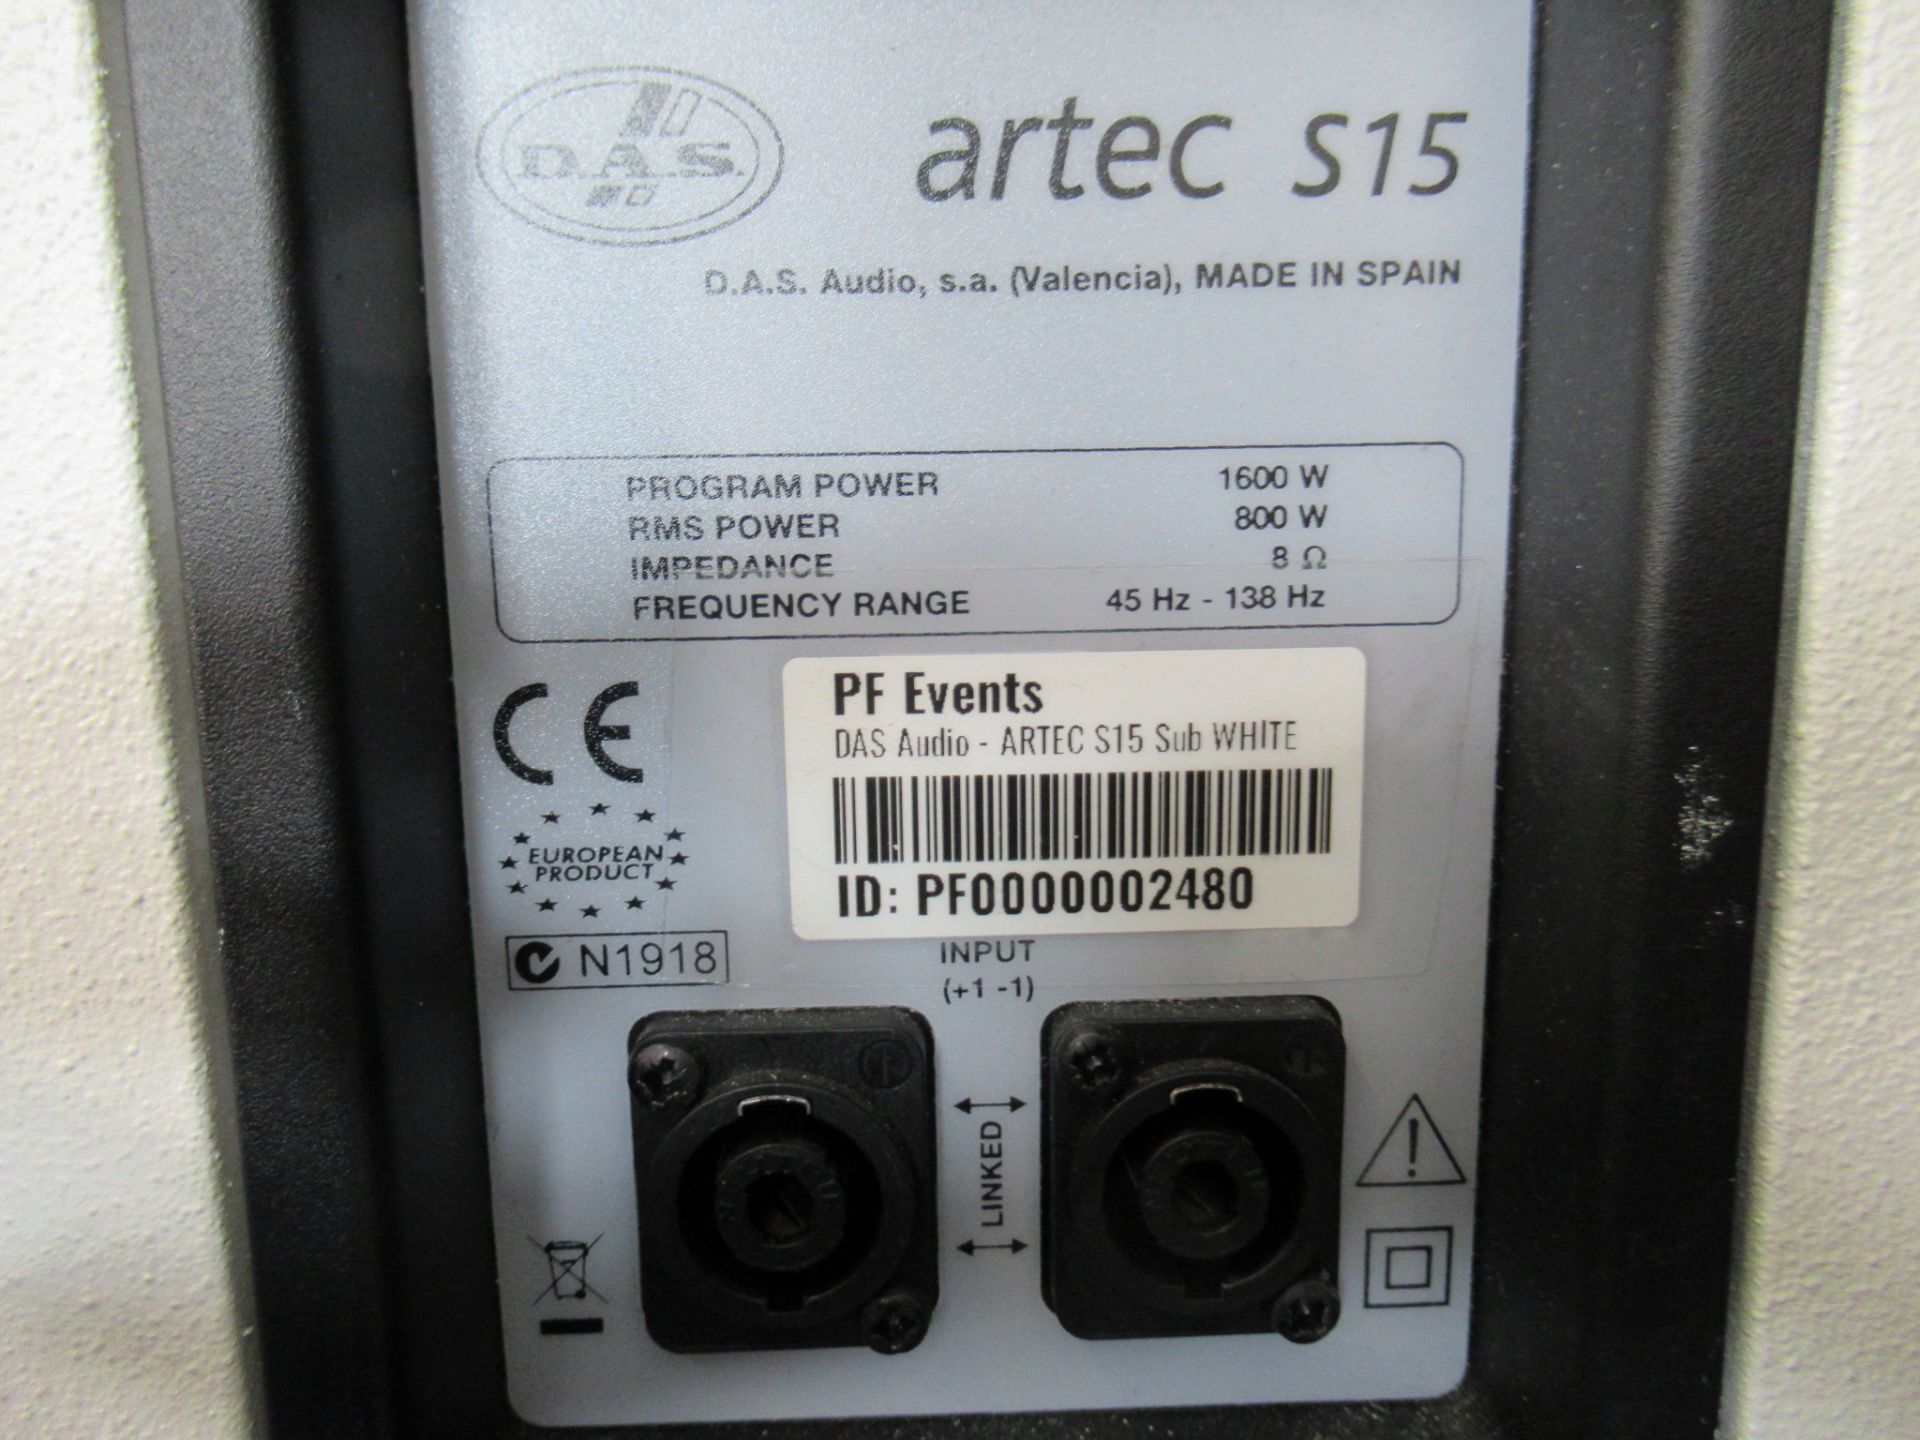 D.A.S.
artec s15
D.A.S. Audio, s.a. (Valencia), MADE IN SPAIN
PROGRAM POWER 1600 W
RMS POWER 800 W
IMPEDANCE 8 Ω
FREQUENCY RANGE 45 Hz - 138 Hz
CE
PF Events
DAS Audio - ARTEC S15 Sub WHITE
ID: PF0000002480
EUROPEAN
PRODUCT
N1918
INPUT
(+1 -1)
LINKED